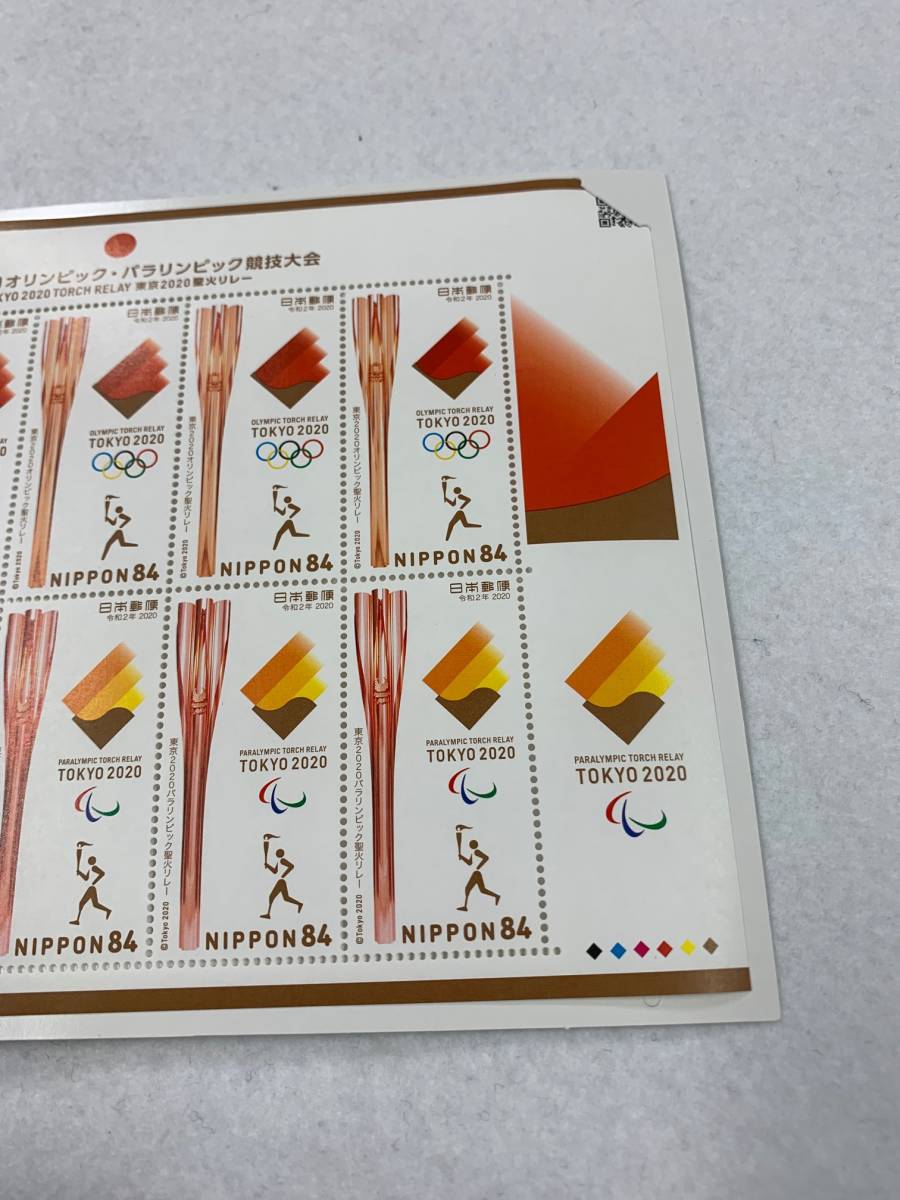 オリンピック・パラリンピック競技大会
TOKYO 2020 TORCH RELAY 東京2020聖火リレー
日本郵便
令和2年 2020
OLYMPIC TORCH RELAY
TOKYO 2020
東京2020オリンピック聖火リレー
©Tokyo 2020
NIPPON 84
日本郵便
令和2年 2020
OLYMPIC TORCH RELAY
TOKYO 2020
東京2020オリンピック聖火リレー
©Tokyo 2020
NIPPON 84
日本郵便
令和2年 2020
OLYMPIC TORCH RELAY
TOKYO 2020
東京2020オリンピック聖火リレー
©Tokyo 2020
NIPPON 84
日本郵便
令和2年 2020
PARALYMPIC TORCH RELAY
TOKYO 2020
NIPPON 84
日本郵便
令和2年 2020
PARALYMPIC TORCH RELAY
TOKYO 2020
東京2020パラリンピック聖火リレー
©Tokyo 2020
NIPPON 84
日本郵便
令和2年 2020
PARALYMPIC TORCH RELAY
TOKYO 2020
東京2020パラリンピック聖火リレー
©Tokyo 2020
NIPPON 84
PARALYMPIC TORCH RELAY
TOKYO 2020